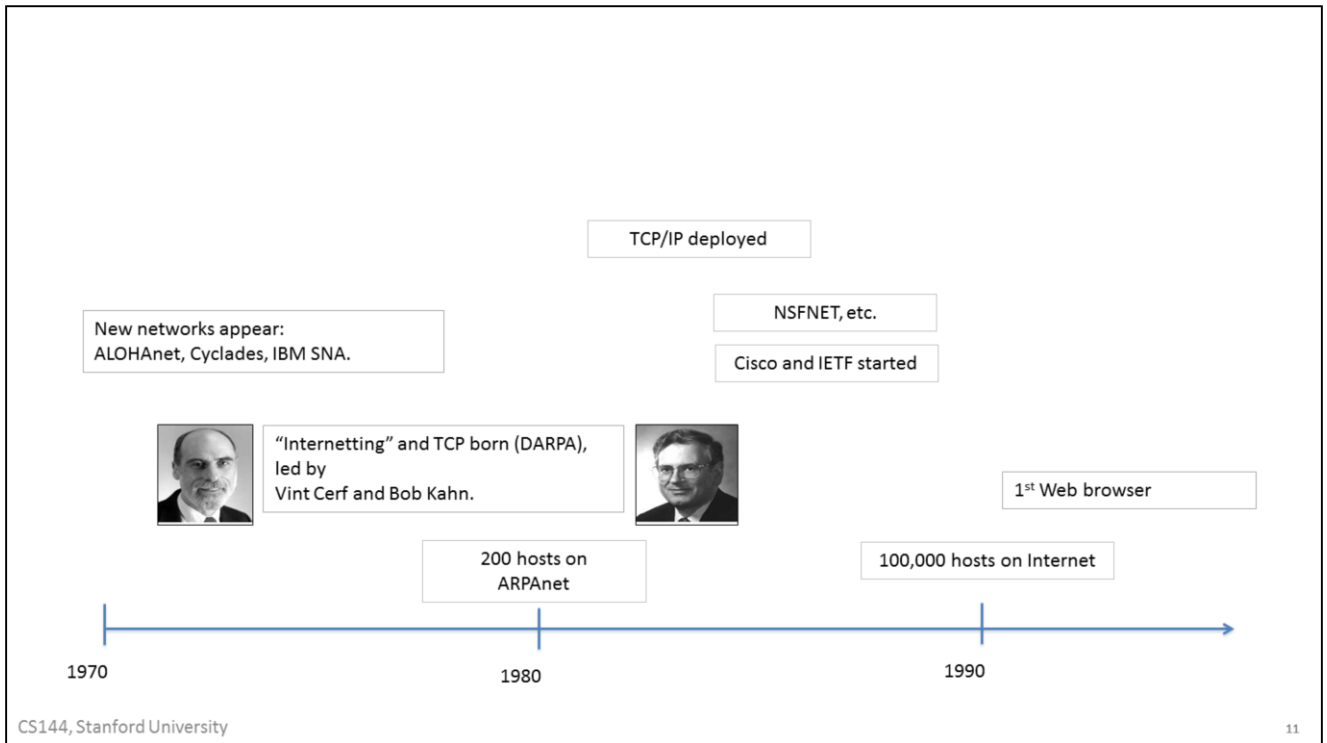 TCP/IP deployed
NSFNET, etc.
New networks appear:
ALOHAnet, Cyclades, IBM SNA.
Cisco and IETF started
“Internetting” and TCP born (DARPA),
led by
Vint Cerf and Bob Kahn.
1st Web browser
200 hosts on
ARPAnet
100,000 hosts on Internet
1970
1980
1990
CS144, Stanford University
11